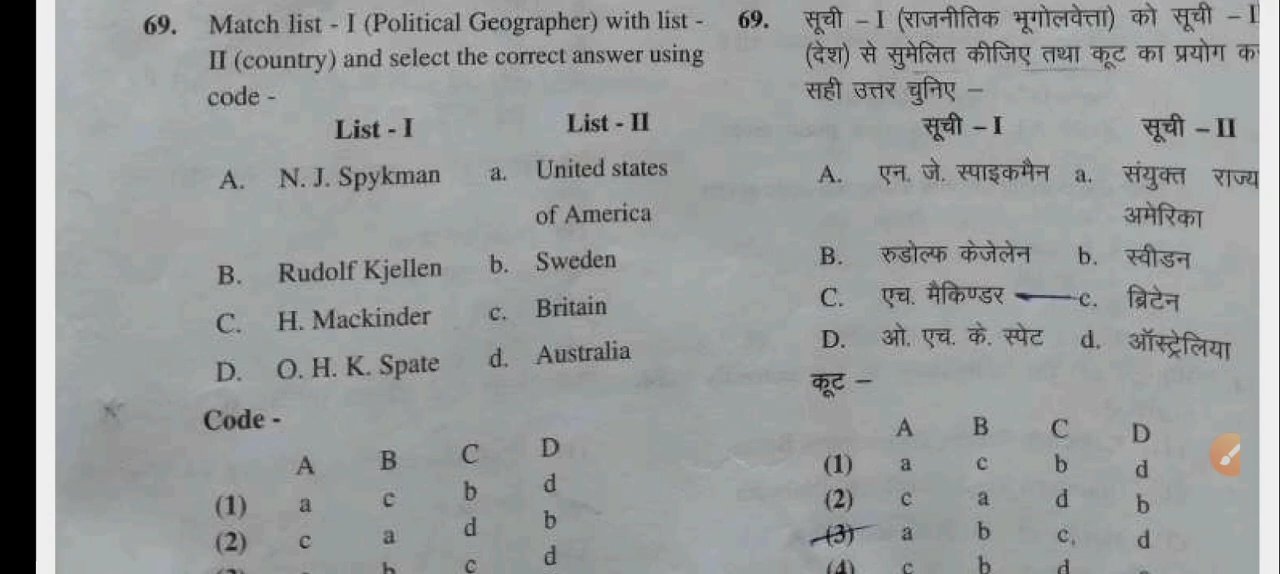 69. Match list - I (Political Geographer) with list -
II (country) and select the correct answer using
code -
List - I List - II
A. N. J. Spykman a. United states
of America
B. Rudolf Kjellen b. Sweden
C. H. Mackinder c. Britain
D. O. H. K. Spate d. Australia
Code -
A B C D
(1) a c b d
(2) c a d b
b c d
69. सूची – I (राजनीतिक भूगोलवेत्ता) को सूची – I
(देश) से सुमेलित कीजिए तथा कूट का प्रयोग क
सही उत्तर चुनिए –
सूची – I सूची – II
A. एन. जे. स्पाइकमैन a. संयुक्त राज्य
अमेरिका
B. रुडोल्फ केजेलेन b. स्वीडन
C. एच. मैकिण्डर c. ब्रिटेन
D. ओ. एच. के. स्पेट d. ऑस्ट्रेलिया
कूट –
A B C D
(1) a c b d
(2) c a d b
(3) a b c, d
(4) c b d